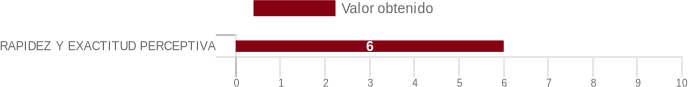 Valor obtenido
RAPIDEZ Y EXACTITUD PERCEPTIVA 6
0 1 2 3 4 5 6 7 8 9 10